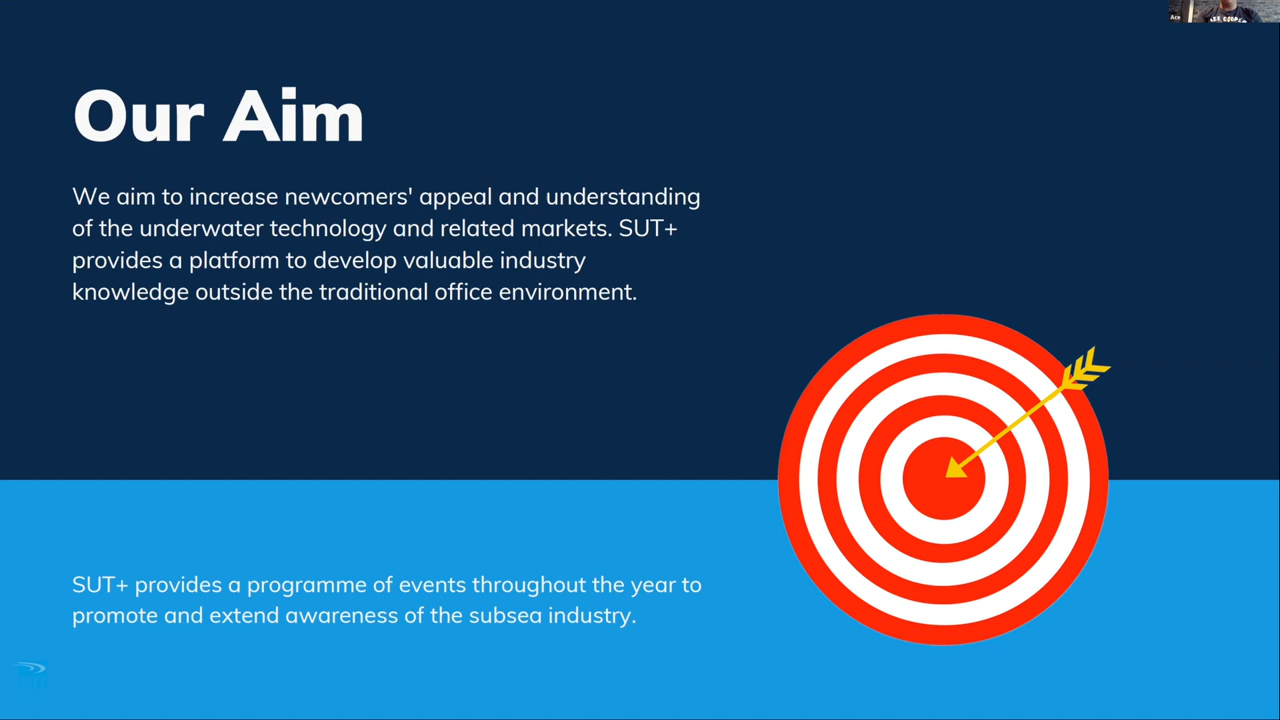 Ace
Our Aim
We aim to increase newcomers' appeal and understanding
of the underwater technology and related markets. SUT+
provides a platform to develop valuable industry
knowledge outside the traditional office environment.
SUT+ provides a programme of events throughout the year to
promote and extend awareness of the subsea industry.